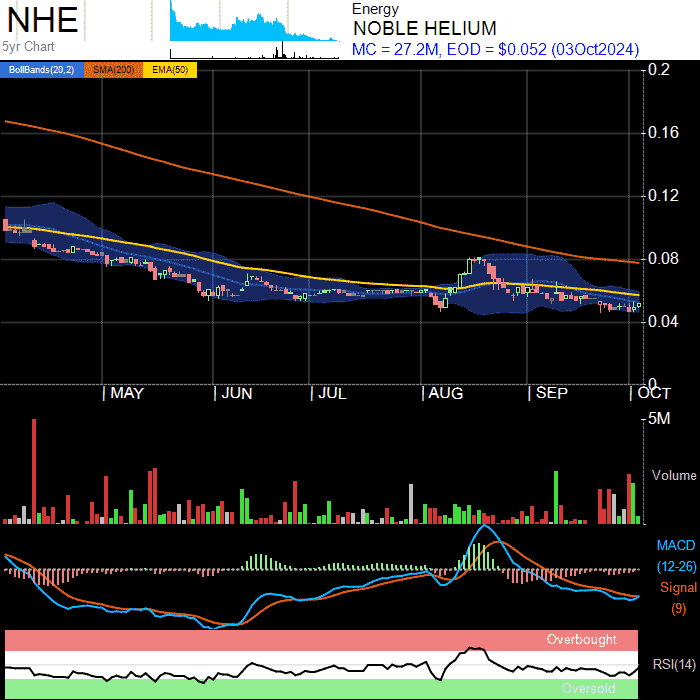 NHE
5yr Chart
Energy
NOBLE HELIUM
MC = 27.2M, EOD = $0.052 (03Oct2024)
BollBands(20,2) SMA(200) EMA(50)
0.2
0.16
0.12
0.08
0.04
0
MAY JUN JUL AUG SEP OCT
5M
Volume
MACD
(12-26)
Signal
(9)
Overbought
RSI(14)
Oversold